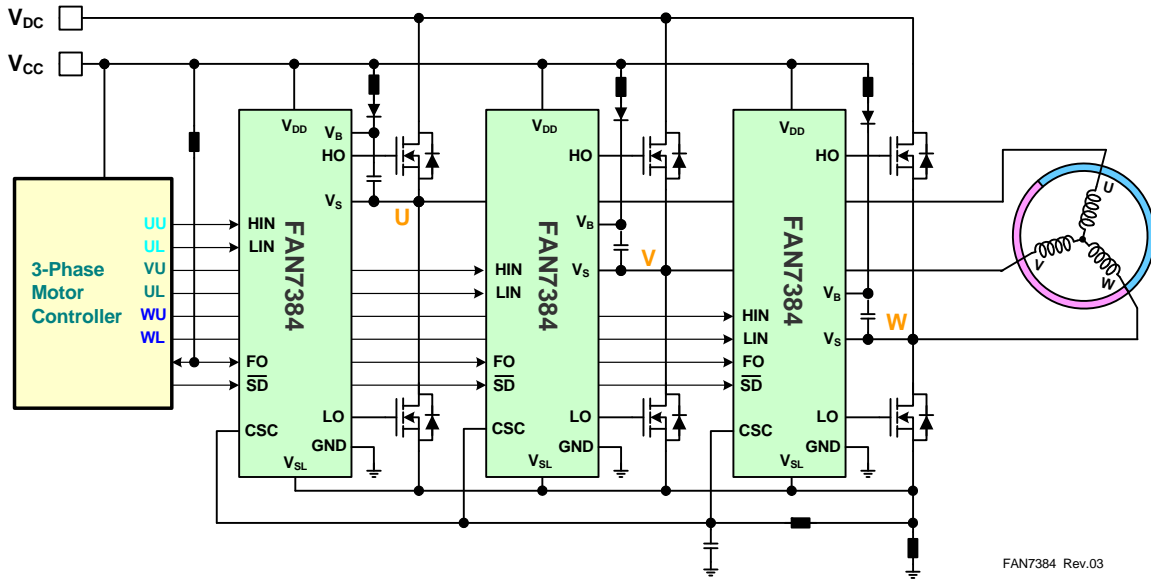 VDC
VCC
3-Phase
Motor
Controller
UU
UL
VU
UL
WU
WL
FAN7384
VDD
VB
HO
VS
HIN
LIN
FO
SD
CSC
LO
GND
VSL
U
FAN7384
VDD
HO
VB
VS
HIN
LIN
FO
SD
CSC
LO
GND
VSL
V
FAN7384
VDD
HO
VB
VS
HIN
LIN
FO
SD
CSC
LO
GND
VSL
W
U
V
W
FAN7384 Rev.03